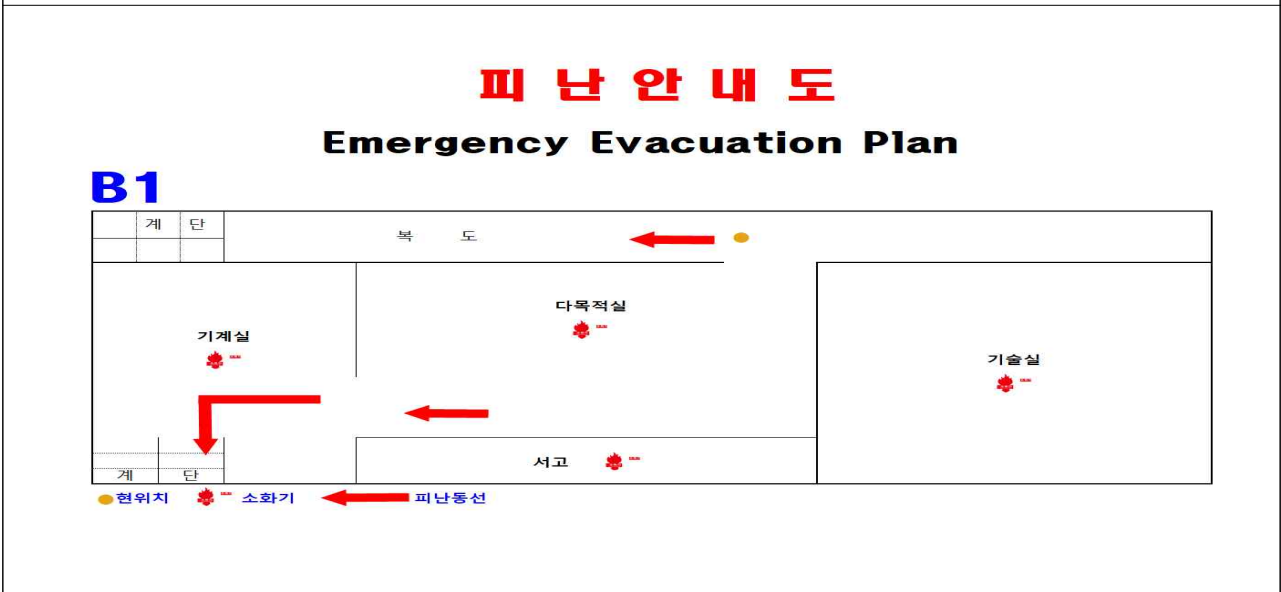 피난안내도
Emergency Evacuation Plan
B1
계 단
복 도
다목적실
기계실
기술실
서고
계 단
현위치 소화기 피난동선